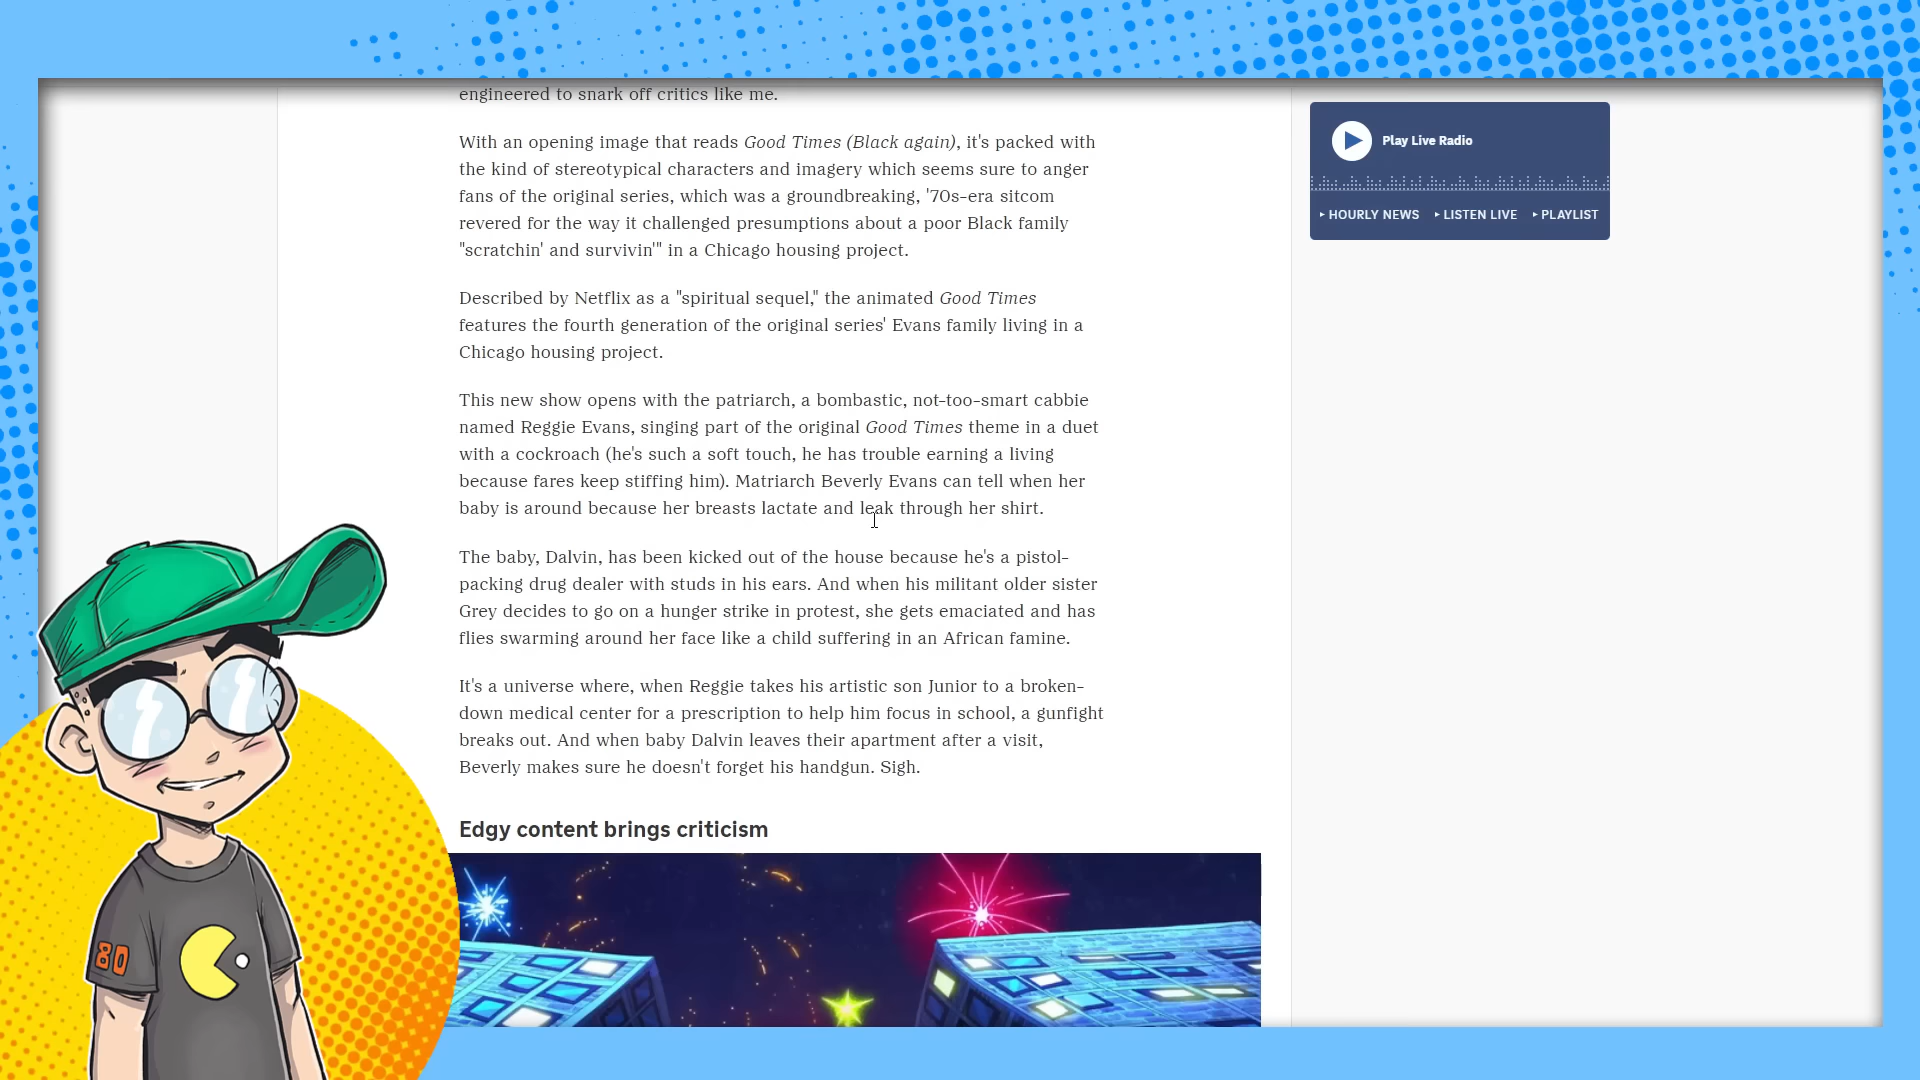 engineered to snark off critics like me.
With an opening image that reads Good Times (Black again), it's packed with
the kind of stereotypical characters and imagery which seems sure to anger
fans of the original series, which was a groundbreaking, '70s-era sitcom
revered for the way it challenged presumptions about a poor Black family
"scratchin' and survivin'" in a Chicago housing project.
Described by Netflix as a "spiritual sequel," the animated Good Times
features the fourth generation of the original series' Evans family living in a
Chicago housing project.
This new show opens with the patriarch, a bombastic, not-too-smart cabbie
named Reggie Evans, singing part of the original Good Times theme in a duet
with a cockroach (he's such a soft touch, he has trouble earning a living
because fares keep stiffing him). Matriarch Beverly Evans can tell when her
baby is around because her breasts lactate and leak through her shirt.
The baby, Dalvin, has been kicked out of the house because he's a pistol-
packing drug dealer with studs in his ears. And when his militant older sister
Grey decides to go on a hunger strike in protest, she gets emaciated and has
flies swarming around her face like a child suffering in an African famine.
It's a universe where, when Reggie takes his artistic son Junior to a broken-
down medical center for a prescription to help him focus in school, a gunfight
breaks out. And when baby Dalvin leaves their apartment after a visit,
Beverly makes sure he doesn't forget his handgun. Sigh.
Edgy content brings criticism
Play Live Radio
HOURLY NEWS
LISTEN LIVE
PLAYLIST
80